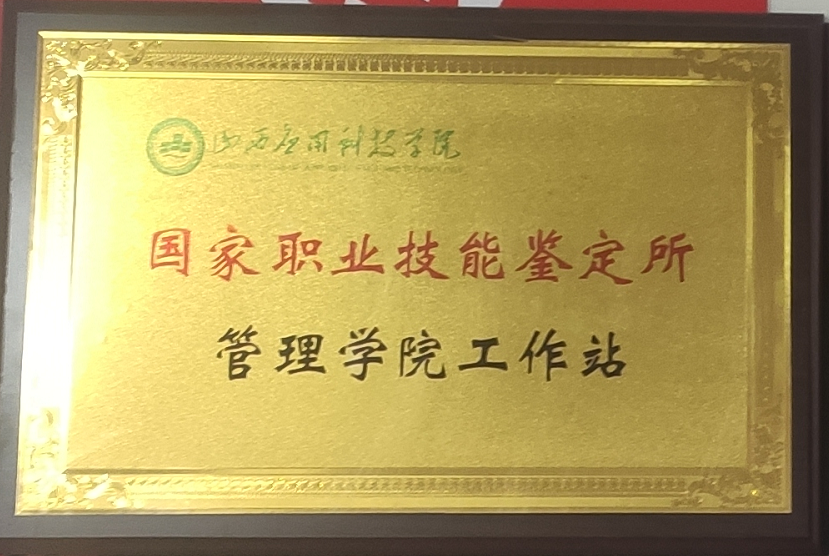 山西应用科技学院
国家职业技能鉴定所
管理学院工作站